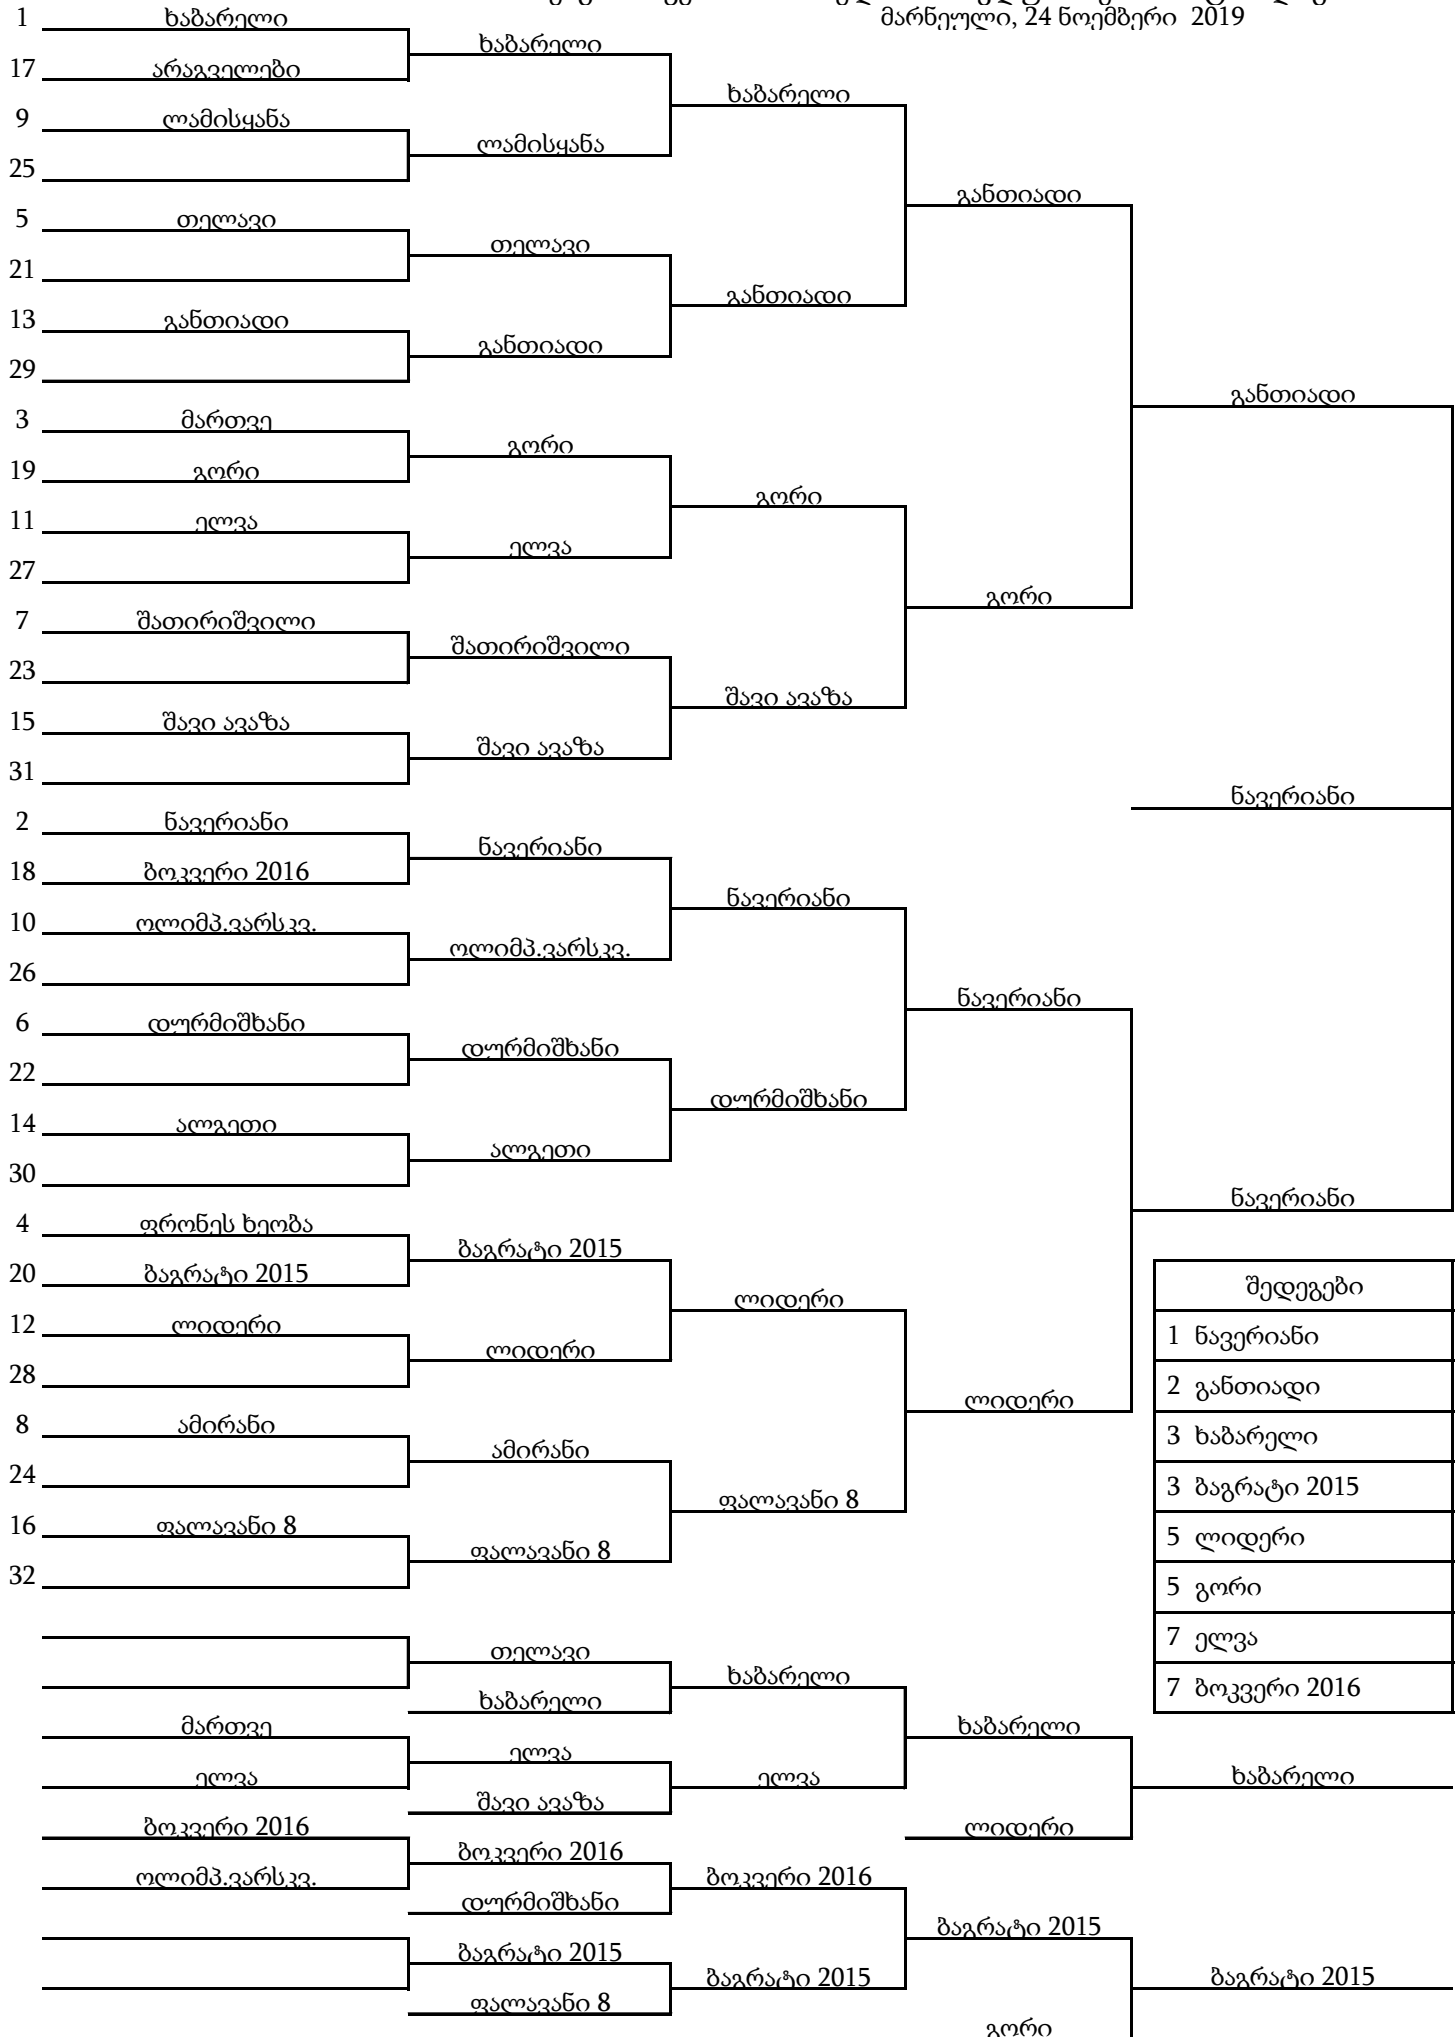 მარნეული, 24 ნოემბერი 2019
1 ხაბარელი
ხაბარელი
17 არაგველები
ხაბარელი
9 ლამისყანა
ლამისყანა
25
განთიადი
5 თელავი
თელავი
21
განთიადი
13 განთიადი
განთიადი
29
განთიადი
3 მართვე
გორი
19 გორი
გორი
11 ელვა
ელვა
27
გორი
7 შათირიშვილი
შათირიშვილი
23
შავი ავაზა
15 შავი ავაზა
შავი ავაზა
31
ნავერიანი
2 ნავერიანი
ნავერიანი
18 ბოკვერი 2016
ნავერიანი
10 ოლიმპ.ვარსკვ.
ოლიმპ.ვარსკვ.
26
ნავერიანი
6 დურმიშხანი
დურმიშხანი
22
დურმიშხანი
14 ალგეთი
ალგეთი
30
ნავერიანი
4 ფრონეს ხეობა
ბაგრატი 2015
20 ბაგრატი 2015
ლიდერი
12 ლიდერი
ლიდერი
28
ლიდერი
8 ამირანი
ამირანი
24
ფალავანი 8
16 ფალავანი 8
ფალავანი 8
32
შედეგები
1 ნავერიანი
2 განთიადი
3 ხაბარელი
3 ბაგრატი 2015
5 ლიდერი
5 გორი
7 ელვა
7 ბოკვერი 2016
თელავი
ხაბარელი
ხაბარელი
მართვე
ხაბარელი
ელვა
ელვა
ელვა
ხაბარელი
შავი ავაზა
ბოკვერი 2016
ლიდერი
ბოკვერი 2016
ოლიმპ.ვარსკვ.
ბოკვერი 2016
დურმიშხანი
ბაგრატი 2015
ბაგრატი 2015
ბაგრატი 2015
ბაგრატი 2015
ფალავანი 8
გორი